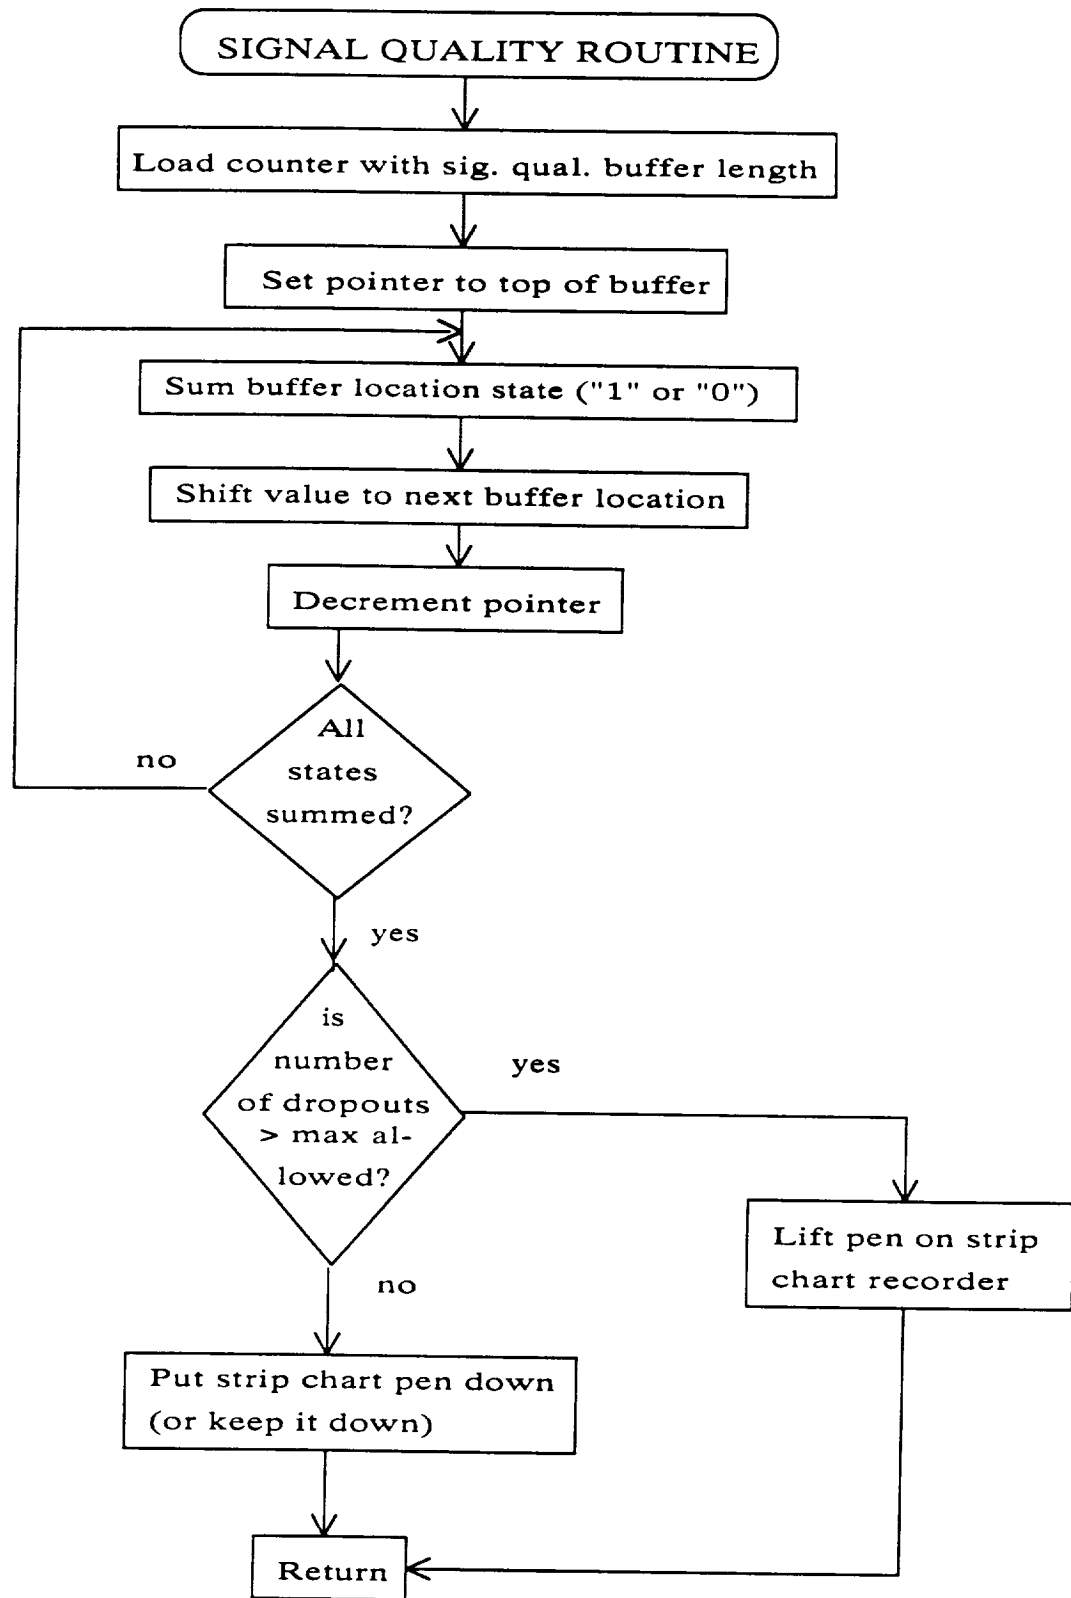 SIGNAL QUALITY ROUTINE
Load counter with sig. qual. buffer length
Set pointer to top of buffer
Sum buffer location state ("1" or "0")
Shift value to next buffer location
Decrement pointer
All
states
summed?
no
yes
is
number
of dropouts
> max al-
lowed?
yes
no
Lift pen on strip
chart recorder
Put strip chart pen down
(or keep it down)
Return